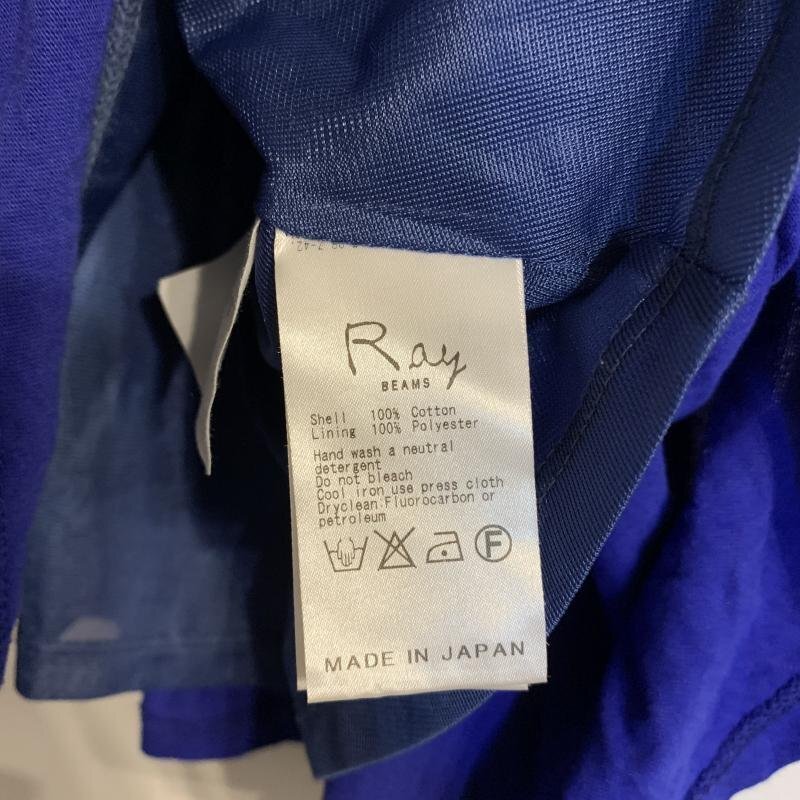 Ray
BEAMS
Shell 100% Cotton
Lining 100% Polyester
Hand wash a neutral
detergent
Do not bleach
Cool iron use press cloth
Dryclean Fluorocarbon or
petroleum
F
MADE IN JAPAN